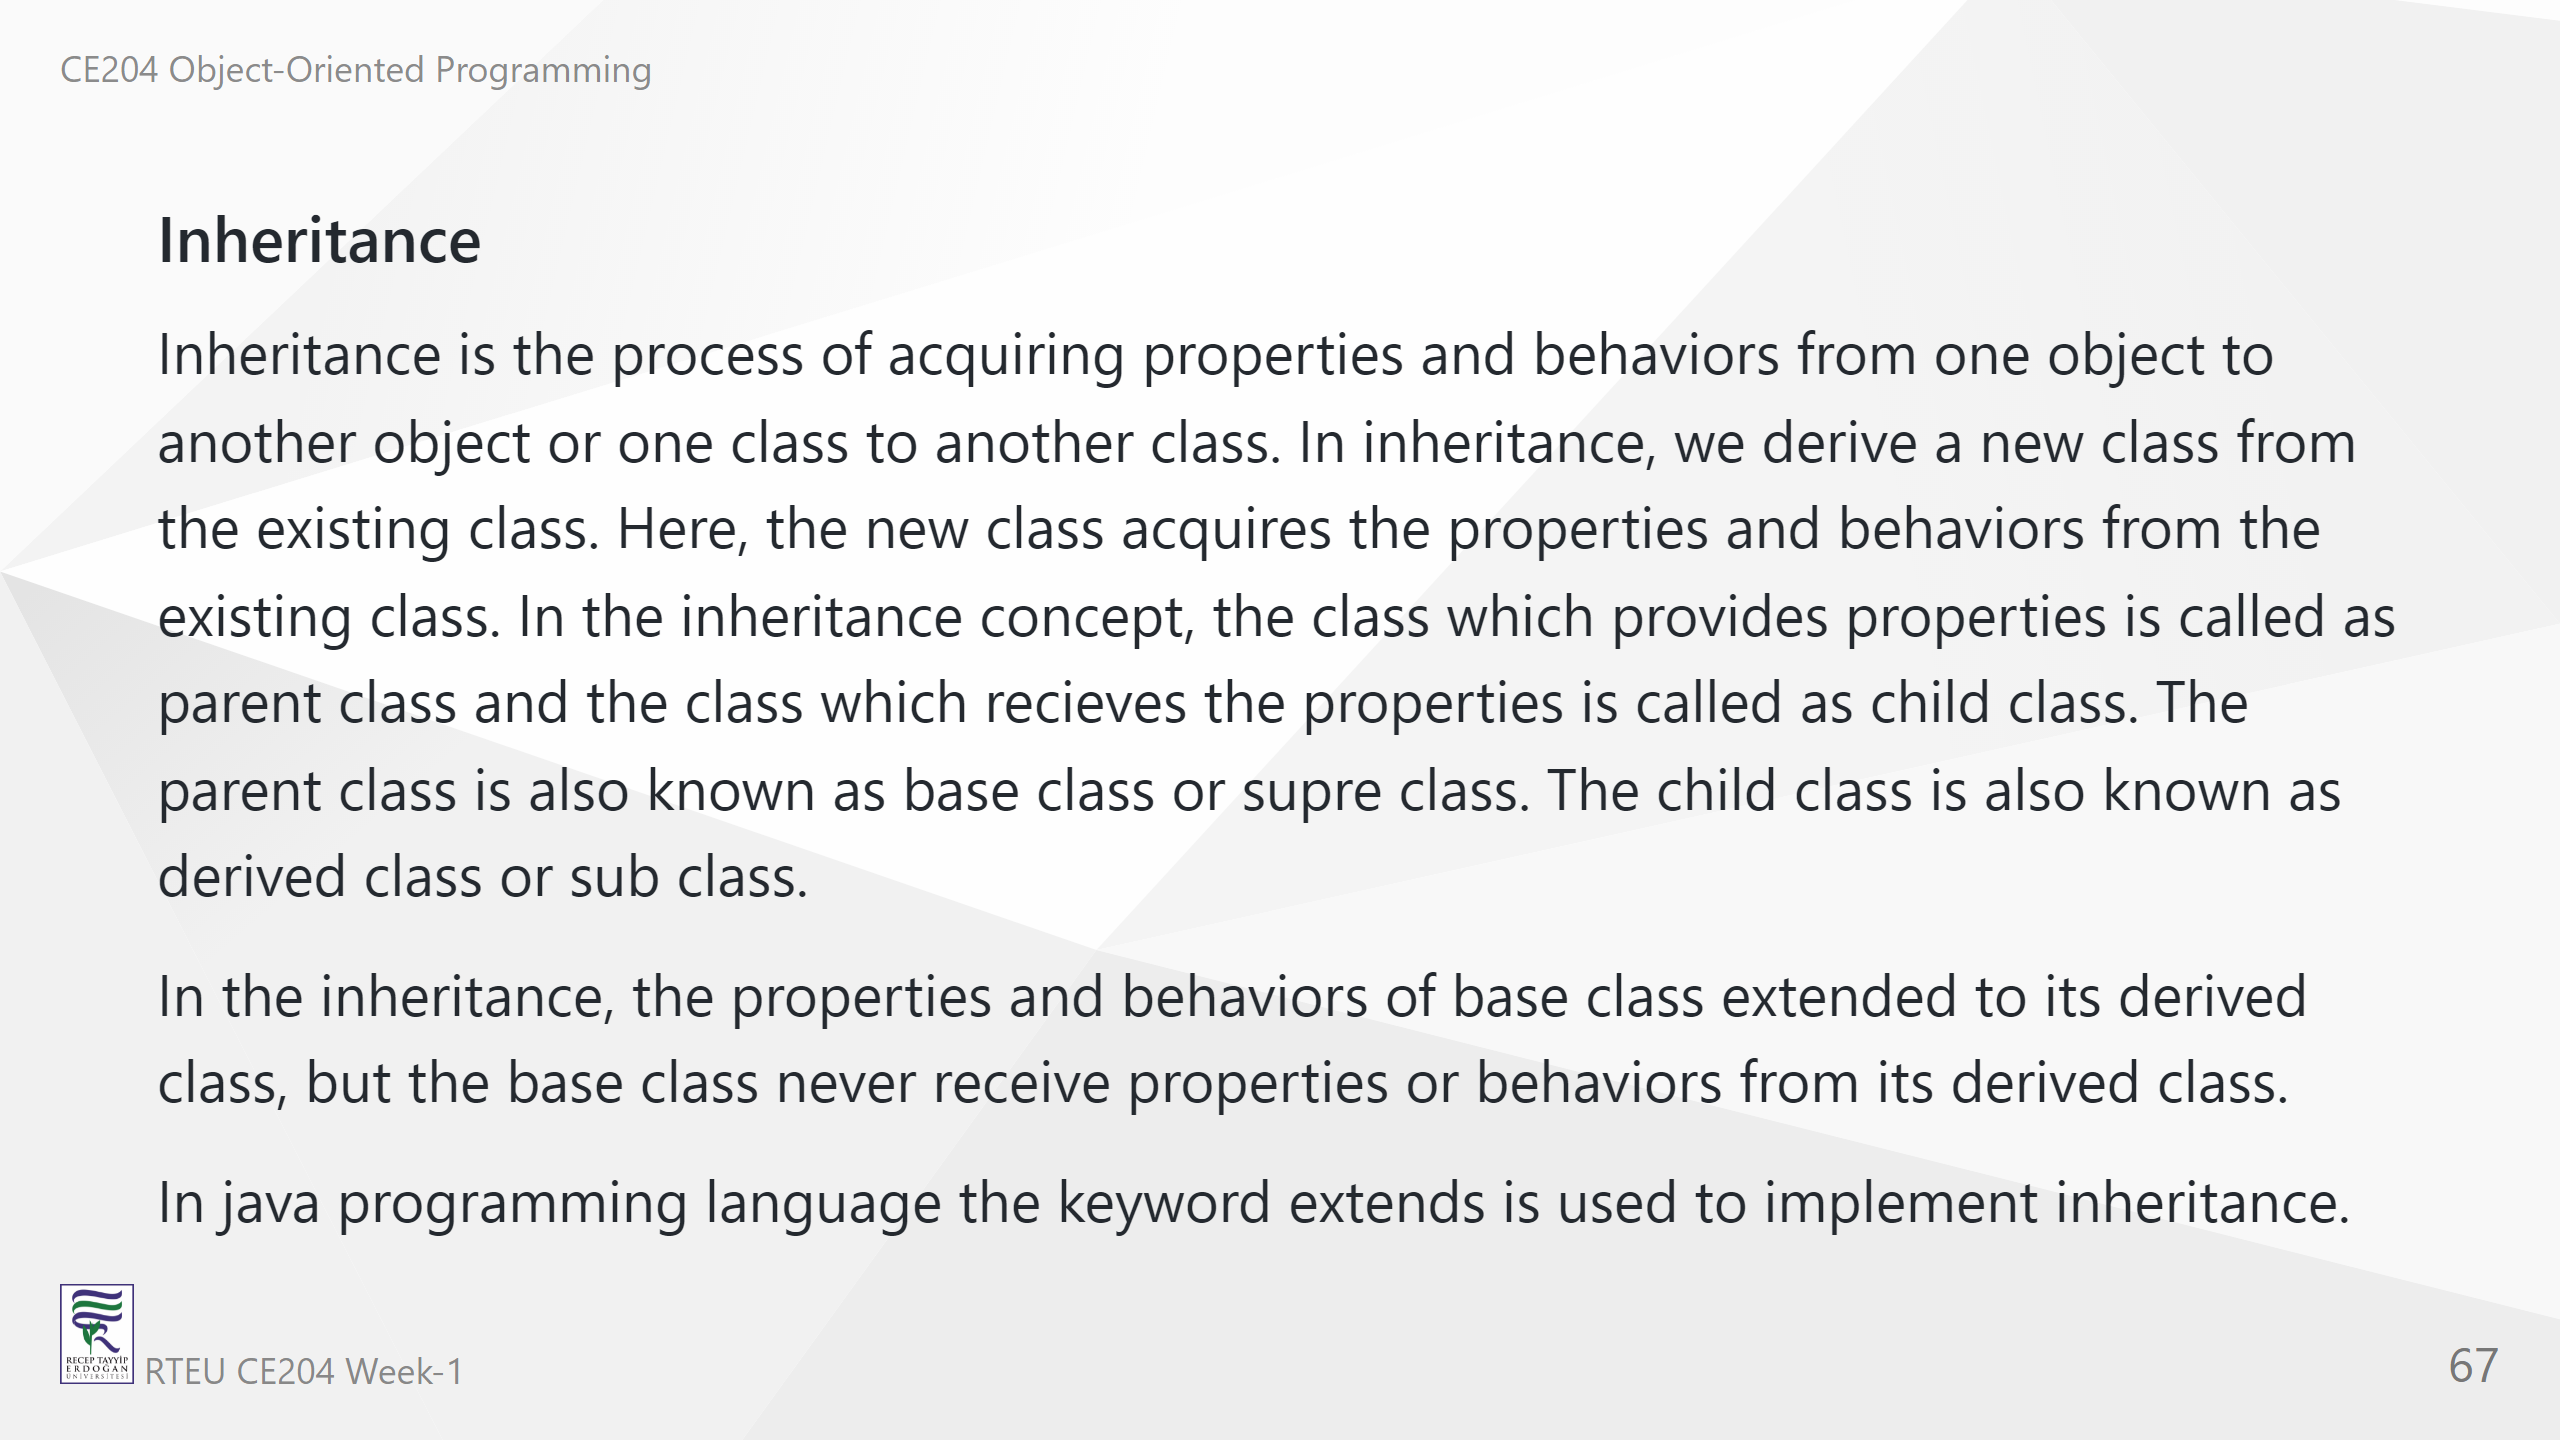 CE204 Object-Oriented Programming
Inheritance
Inheritance is the process of acquiring properties and behaviors from one object to
another object or one class to another class. In inheritance, we derive a new class from
the existing class. Here, the new class acquires the properties and behaviors from the
existing class. In the inheritance concept, the class which provides properties is called as
parent class and the class which recieves the properties is called as child class. The
parent class is also known as base class or supre class. The child class is also known as
derived class or sub class.
In the inheritance, the properties and behaviors of base class extended to its derived
class, but the base class never receive properties or behaviors from its derived class.
In java programming language the keyword extends is used to implement inheritance.
RECEP TAYYİP
ERDOĞAN
ÜNİVERSİTESİ
RTEU CE204 Week-1
67